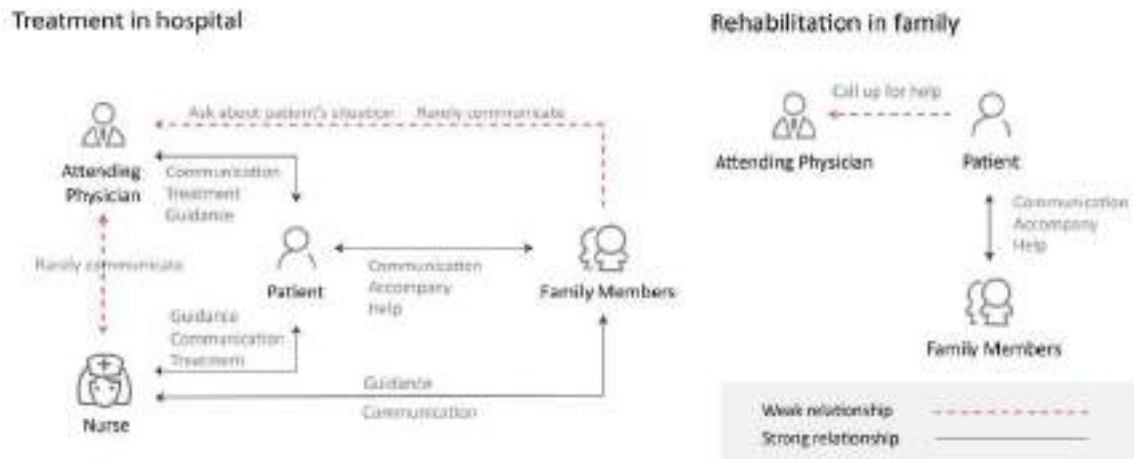 Treatment in hospital
Rehabilitation in family
Ask about patient's situation
Rarely communicate
Attending
Physician
Communication
Treatment
Guidance
Rarely communicate
Patient
Communication
Accompany
Help
Family Members
Guidance
Communication
Treatment
Nurse
Guidance
Communication
Call up for help
Attending Physician
Patient
Communication
Accompany
Help
Family Members
Weak relationship
Strong relationship